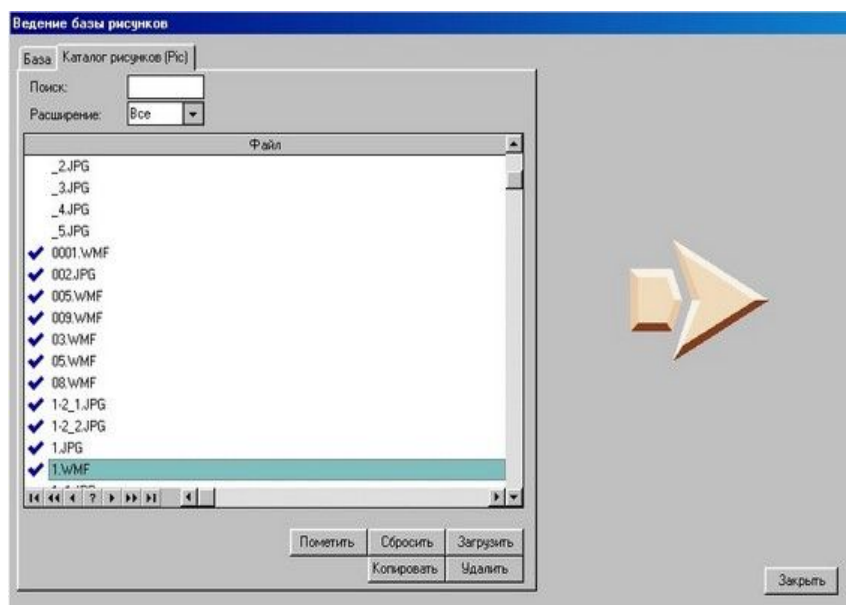 Ведение базы рисунков
База Каталог рисунков (Pic)
Поиск:
Расширение: Все
Файл
_2.JPG
_3.JPG
_4.JPG
_5.JPG
0001.WMF
002.JPG
005.WMF
009.WMF
03.WMF
05.WMF
08.WMF
1-2_1.JPG
1-2_2.JPG
1.JPG
1.WMF
?
Пометить Сбросить Загрузить
Копировать Удалить
Закрыть